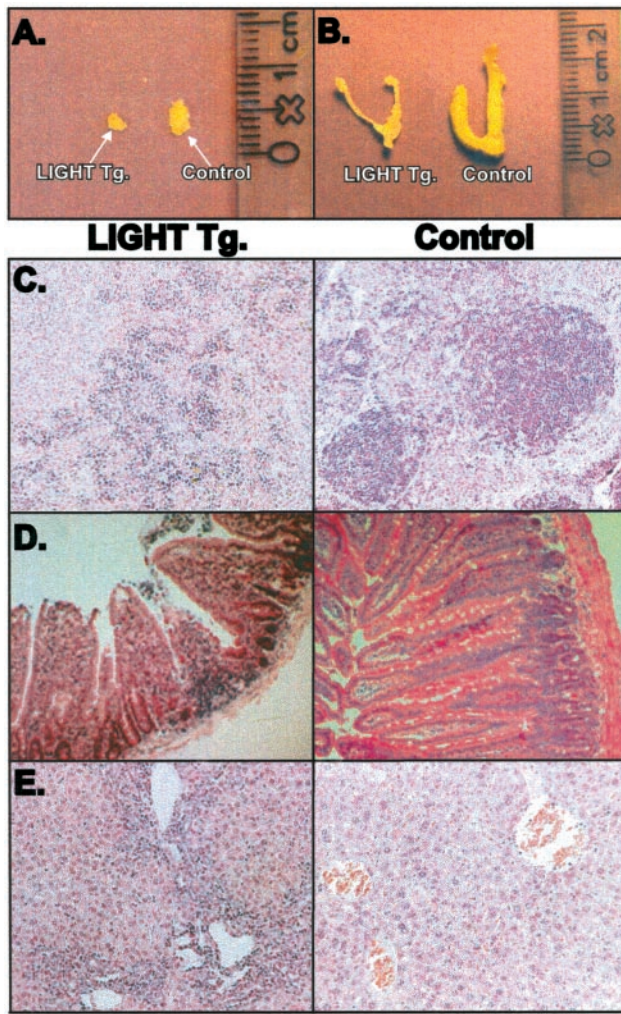 A.
LIGHT Tg.
Control
0 1 cm
B.
LIGHT Tg.
Control
0 1 cm 2
LIGHT Tg.
Control
C.
D.
E.